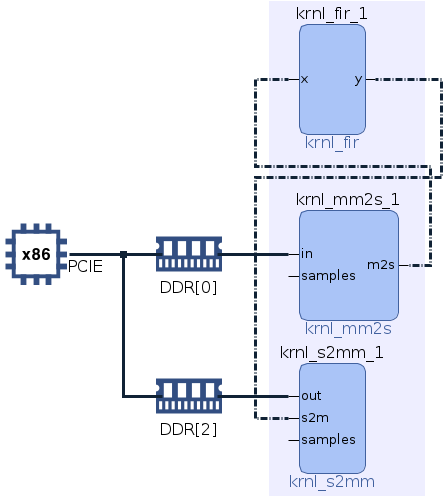 krnl_fir_1
x y
krnl_fir
krnl_mm2s_1
x86
PCIE
in
samples
m2s
DDR[0]
krnl_mm2s
krnl_s2mm_1
out
s2m
samples
DDR[2]
krnl_s2mm